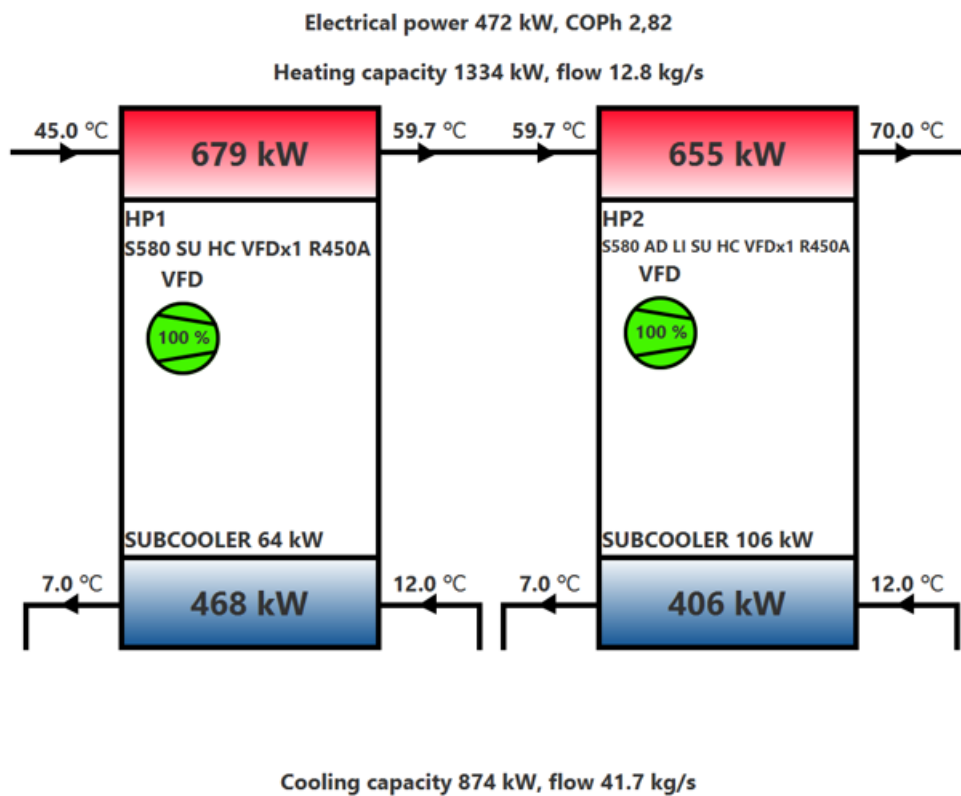 Electrical power 472 kW, COPh 2,82
Heating capacity 1334 kW, flow 12.8 kg/s
45.0 ℃
679 kW
59.7 ℃
59.7 ℃
655 kW
70.0 ℃
HP1
S580 SU HC VFDx1 R450A
VFD
100 %
SUBCOOLER 64 kW
HP2
S580 AD LI SU HC VFDx1 R450A
VFD
100 %
SUBCOOLER 106 kW
7.0 ℃
468 kW
12.0 ℃
7.0 ℃
406 kW
12.0 ℃
Cooling capacity 874 kW, flow 41.7 kg/s